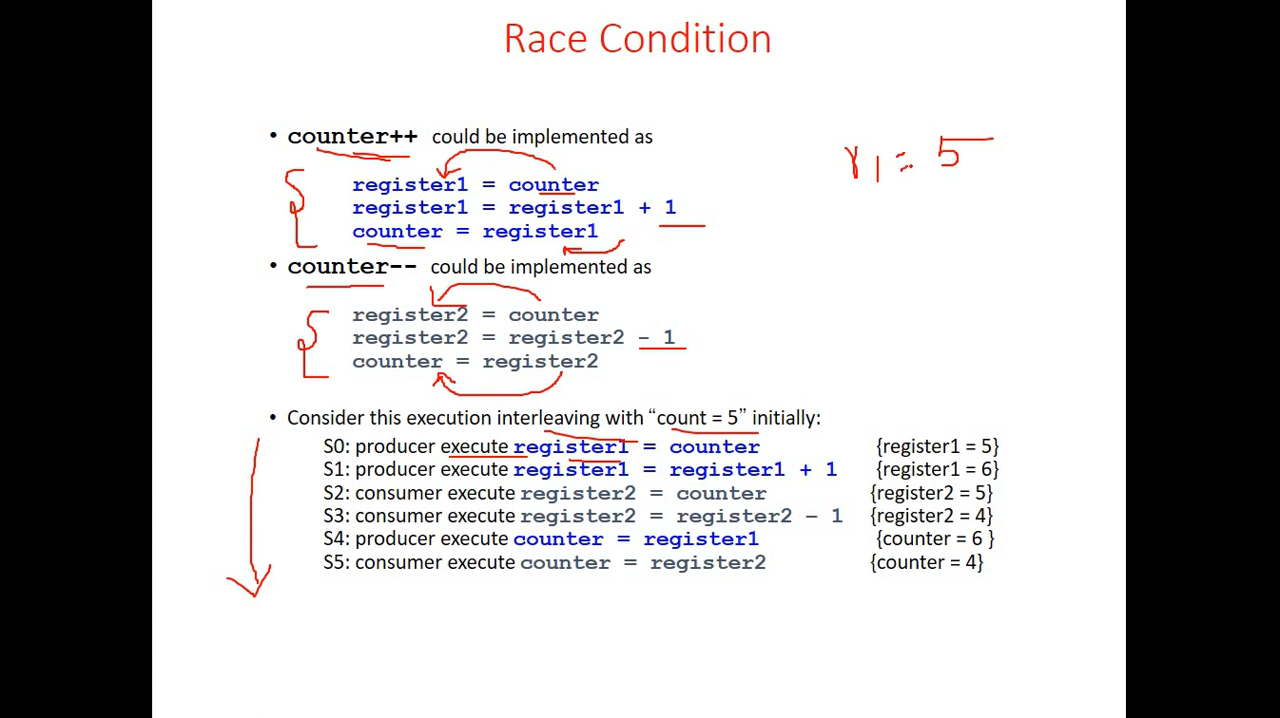 Race Condition
• counter++ could be implemented as
register1 = counter
register1 = register1 + 1
counter = register1
• counter-- could be implemented as
register2 = counter
register2 = register2 - 1
counter = register2
• Consider this execution interleaving with “count = 5” initially:
S0: producer execute register1 = counter {register1 = 5}
S1: producer execute register1 = register1 + 1 {register1 = 6}
S2: consumer execute register2 = counter {register2 = 5}
S3: consumer execute register2 = register2 – 1 {register2 = 4}
S4: producer execute counter = register1 {counter = 6 }
S5: consumer execute counter = register2 {counter = 4}
r1 = 5